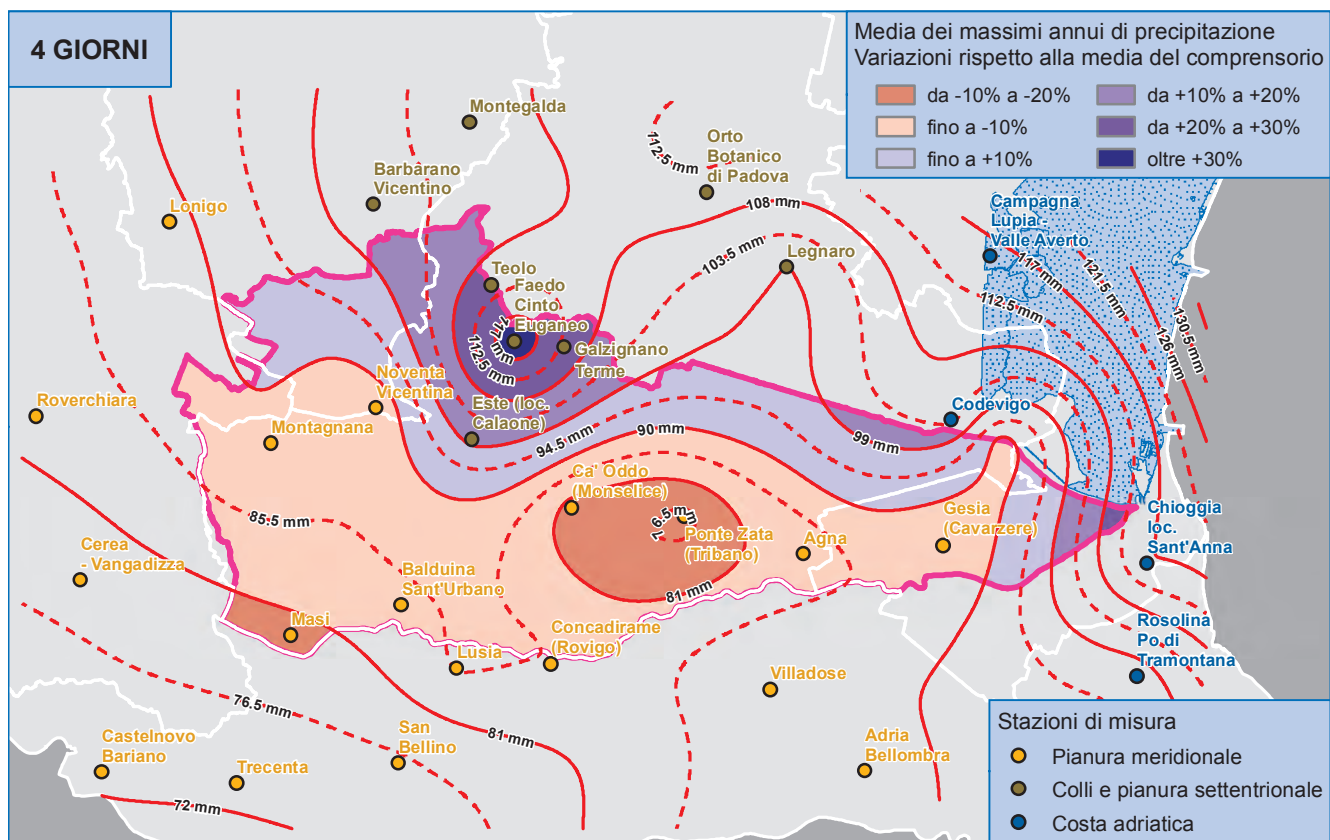 4 GIORNI
Media dei massimi annui di precipitazione
Variazioni rispetto alla media del comprensorio
da -10% a -20%
da +10% a +20%
fino a -10%
da +20% a +30%
fino a +10%
oltre +30%
Montegalda
112.5 mm
Orto
Botanico
di Padova
Barbârano
Vicentino
Lonigo
108 mm
Campagna
Lupia -
Valle Averto
103.5 mm
Legnaro
117 mm
121.5 mm
112.5 mm
130.5 mm
126 mm
Teolo
Faedo
Cinto
Euganeo
117 mm
112.5 mm
Galzignano
Terme
Noventa
Vicentina
Roverchiara
Montagnana
Este (loc.
Calaone)
Codevigo
94.5 mm
90 mm
99 mm
Ca' Oddo
(Monselice)
85.5 mm
76.5 mm
Ponte Zata
(Tribano)
Agna
Gesia
(Cavarzere)
Chioggia
loc.
Sant'Anna
Cerea
- Vangadizza
Balduina
Sant'Urbano
81 mm
Masi
Lusia
Concadirame
(Rovigo)
Rosolina
Po di
Tramontana
Villadose
76.5 mm
81 mm
Castelnovo
Bariano
Trecenta
San
Bellino
Adria
Bellombra
72 mm
Stazioni di misura
Pianura meridionale
Colli e pianura settentrionale
Costa adriatica